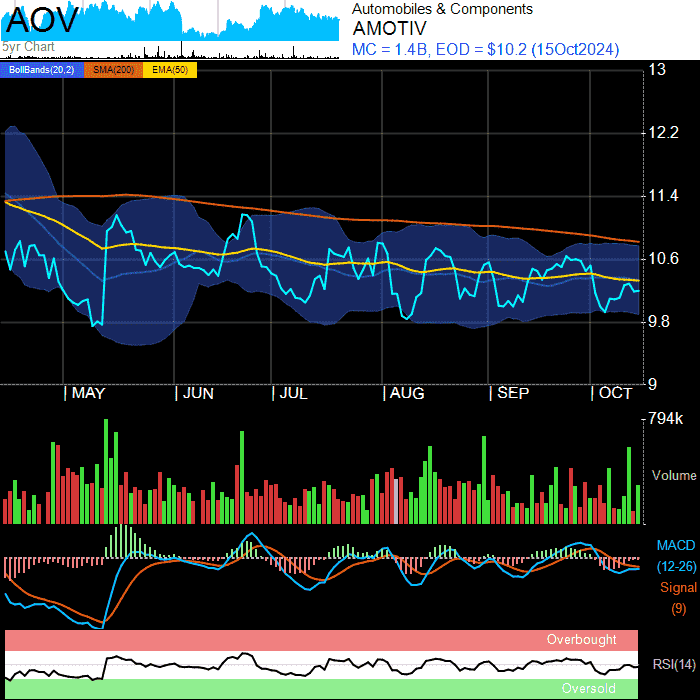 AOV
5yr Chart
Automobiles & Components
AMOTIV
MC = 1.4B, EOD = $10.2 (15Oct2024)
BollBands(20,2) SMA(200) EMA(50)
13
12.2
11.4
10.6
9.8
9
MAY JUN JUL AUG SEP OCT
794k
Volume
MACD
(12-26)
Signal
(9)
Overbought
RSI(14)
Oversold